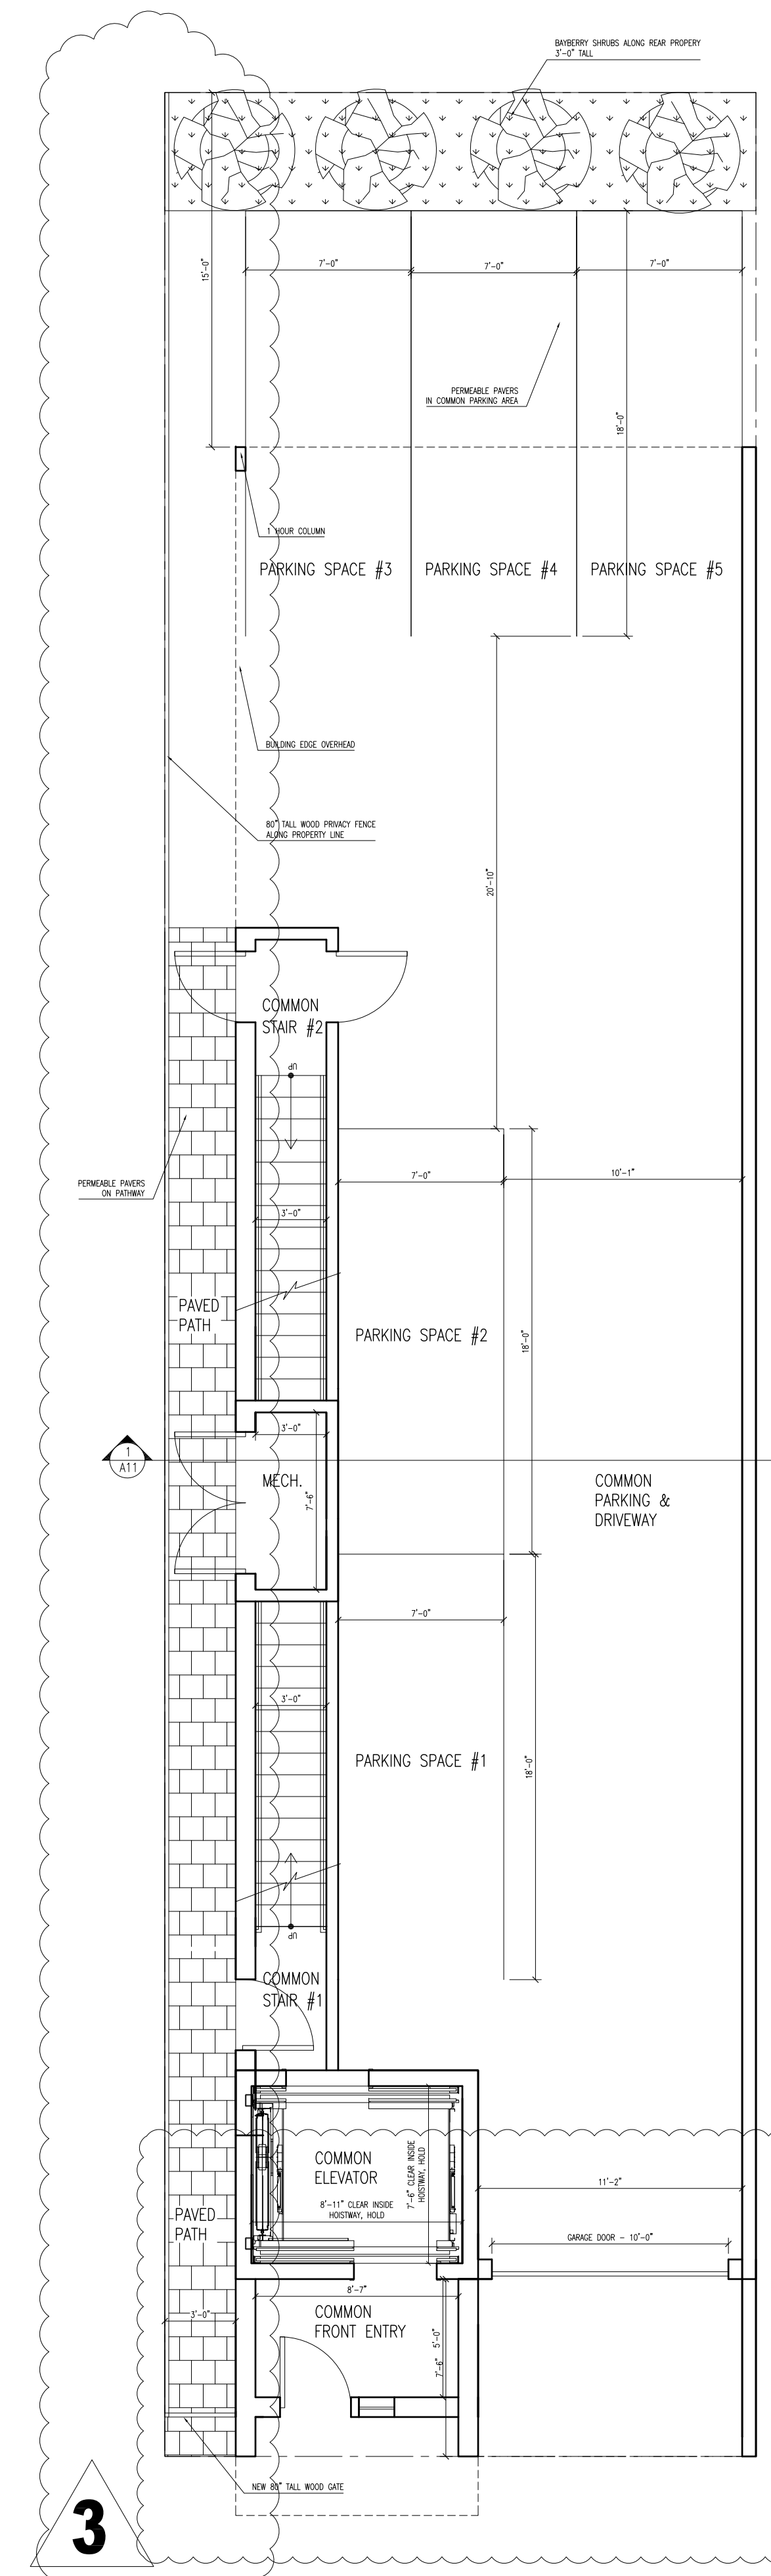 BAYBERRY SHRUBS ALONG REAR PROPERY
3'-0" TALL
15'-0"
7'-0"
7'-0"
7'-0"
PERMEABLE PAVERS
IN COMMON PARKING AREA
18'-0"
1 HOUR COLUMN
PARKING SPACE #3
PARKING SPACE #4
PARKING SPACE #5
BUILDING EDGE OVERHEAD
80" TALL WOOD PRIVACY FENCE
ALONG PROPERTY LINE
20'-10"
COMMON
STAIR #2
UP
PERMEABLE PAVERS
ON PATHWAY
7'-0"
10'-1"
3'-0"
PAVED
PATH
PARKING SPACE #2
18'-0"
3'-0"
1
A11
MECH.
7'-6"
COMMON
PARKING &
DRIVEWAY
7'-0"
3'-0"
PARKING SPACE #1
18'-0"
UP
COMMON
STAIR #1
COMMON
ELEVATOR
7'-6" CLEAR INSIDE
HOISTWAY, HOLD
8'-11" CLEAR INSIDE
HOISTWAY, HOLD
11'-2"
PAVED
PATH
GARAGE DOOR - 10'-0"
8'-7"
3'-0"
COMMON
FRONT ENTRY
5'-0"
7'-6"
NEW 80" TALL WOOD GATE
3